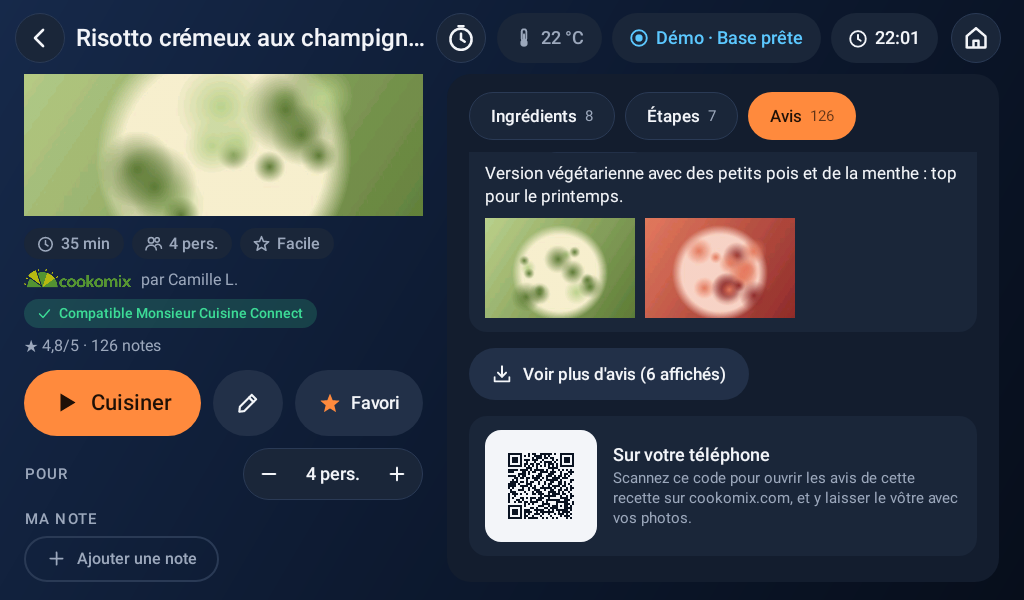 Risotto crémeux aux champign...
22 °C
Démo · Base prête
22:01
35 min
4 pers.
Facile
cookomix
par Camille L.
Compatible Monsieur Cuisine Connect
★ 4,8/5 · 126 notes
Cuisiner
Favori
POUR
− 4 pers. +
MA NOTE
+ Ajouter une note
Ingrédients 8
Étapes 7
Avis 126
Version végétarienne avec des petits pois et de la menthe : top
pour le printemps.
Voir plus d'avis (6 affichés)
Sur votre téléphone
Scannez ce code pour ouvrir les avis de cette
recette sur cookomix.com, et y laisser le vôtre avec
vos photos.